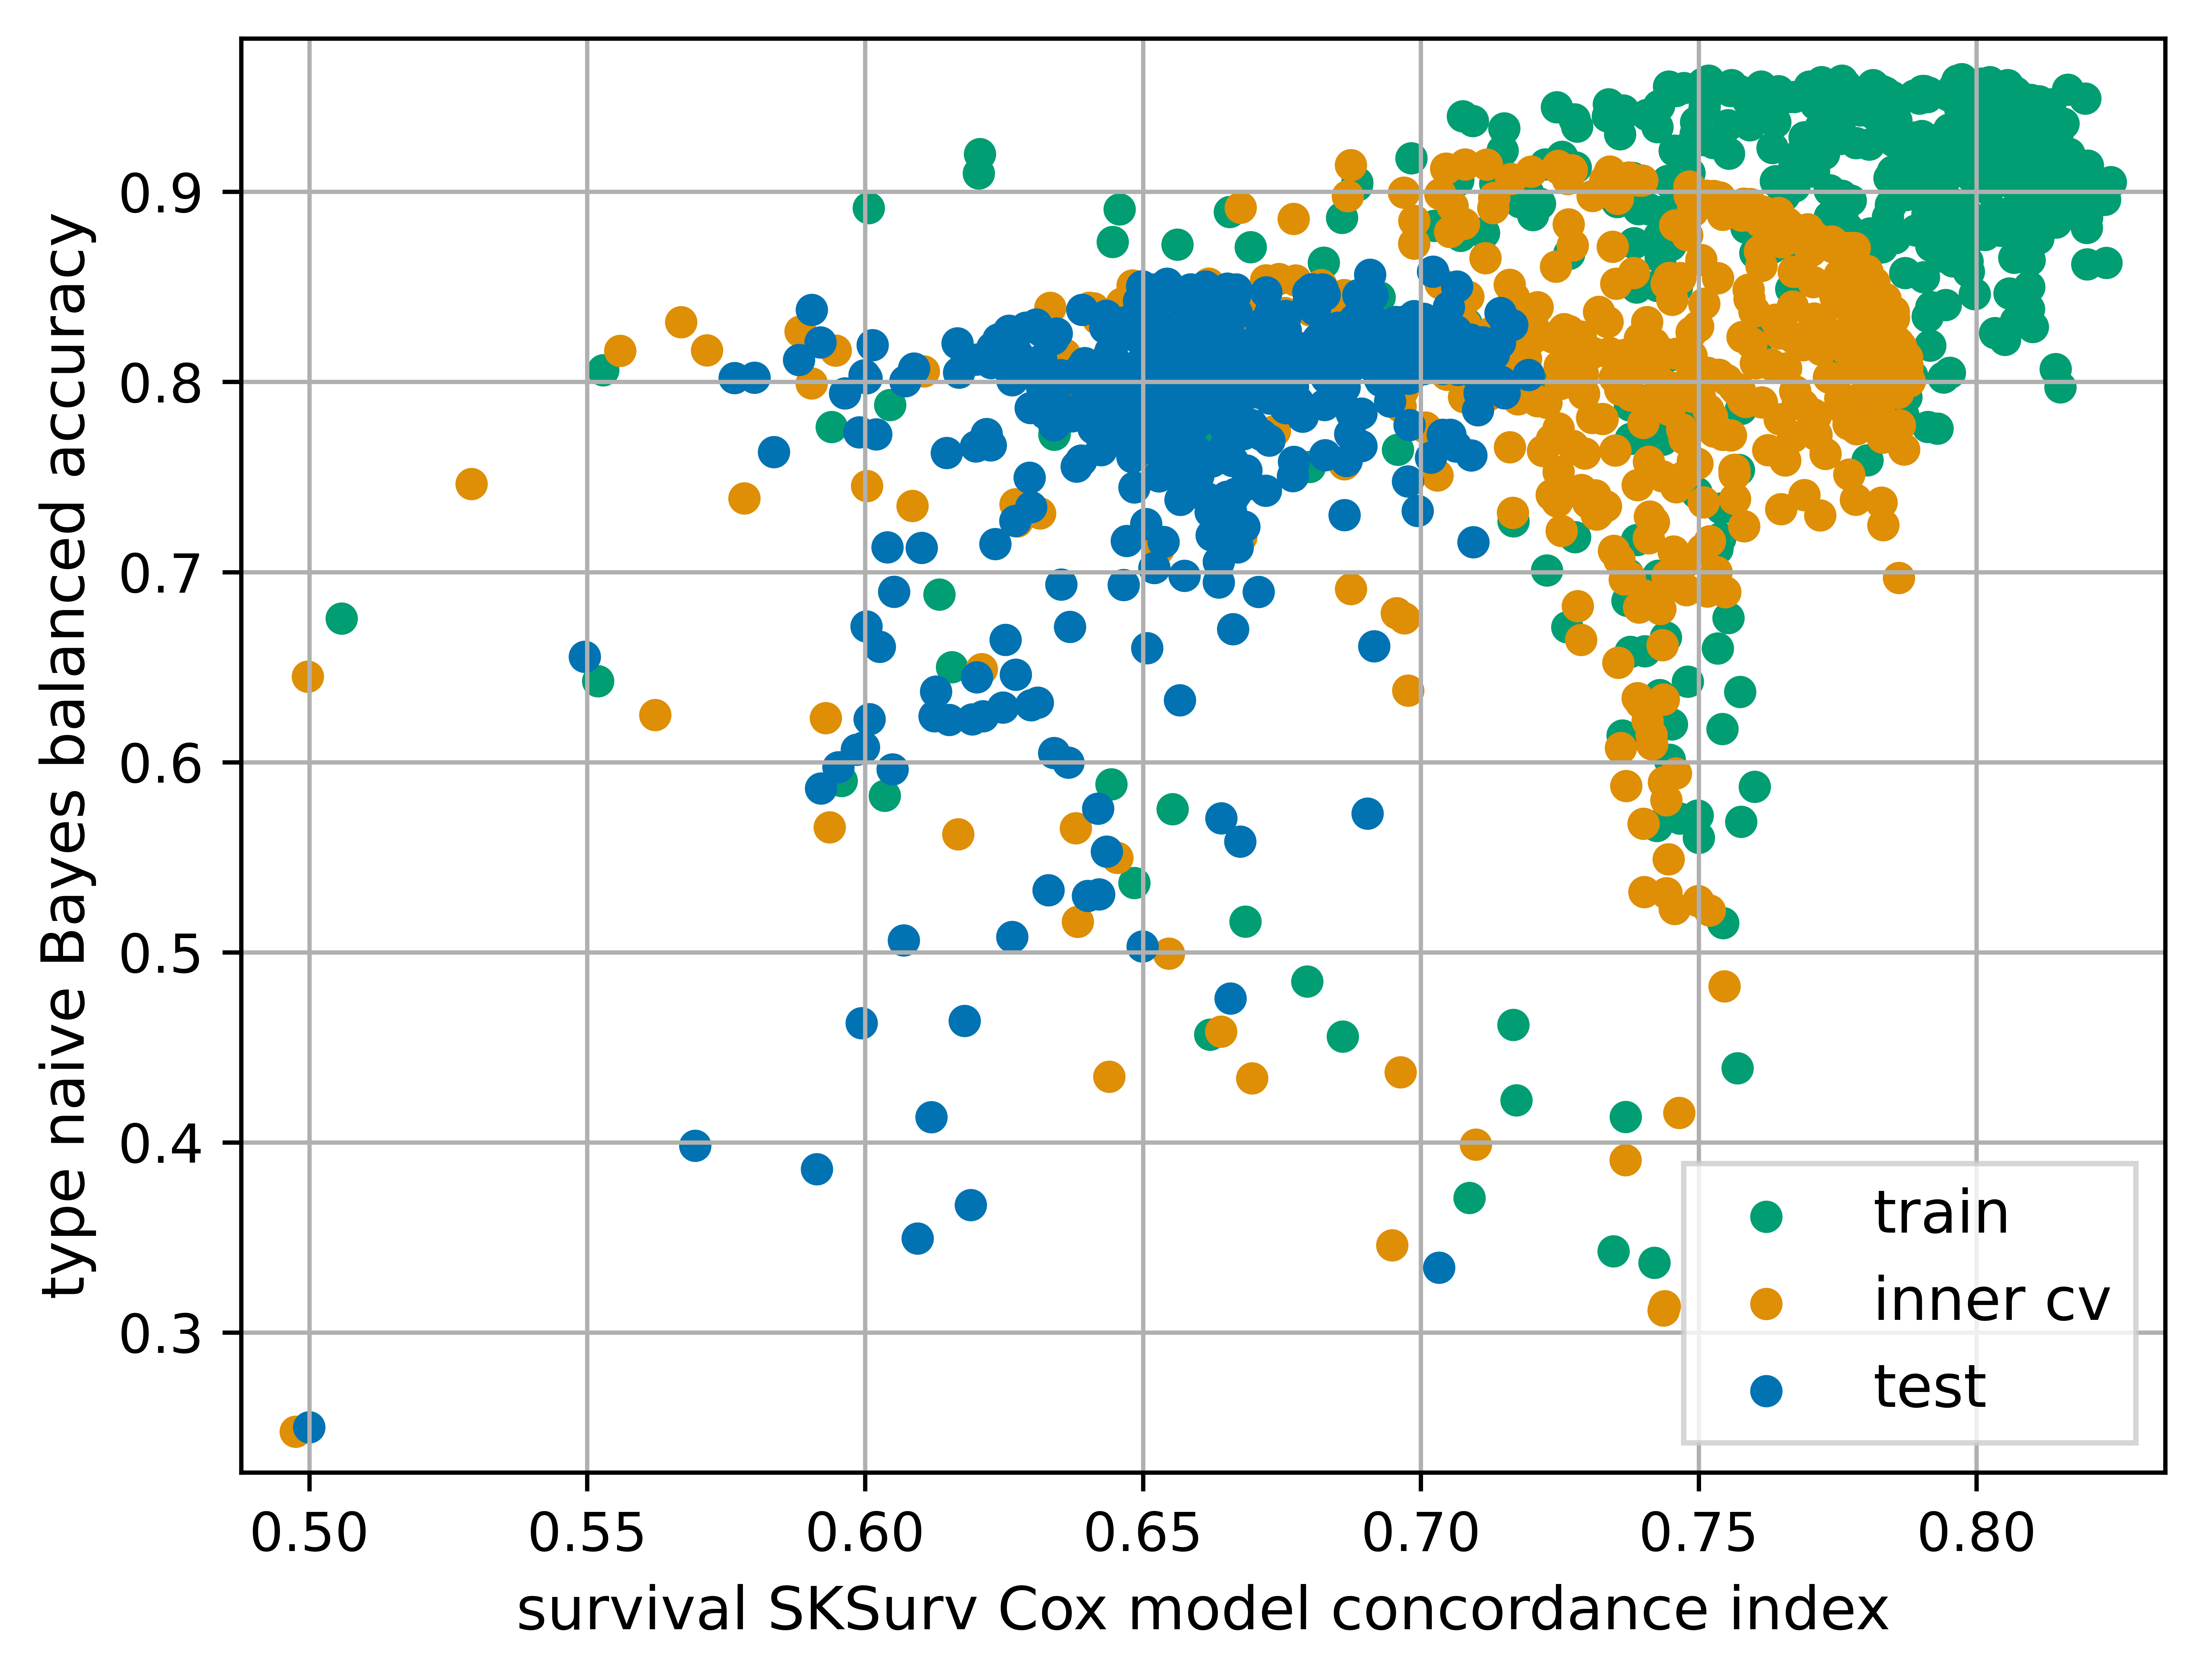 type naive Bayes balanced accuracy
0.9
0.8
0.7
0.6
0.5
0.4
0.3
train
inner cv
test
0.50 0.55 0.60 0.65 0.70 0.75 0.80
survival SKSurv Cox model concordance index